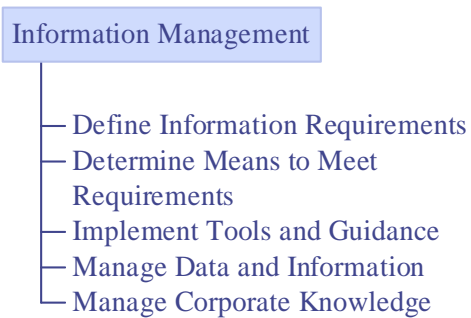 Information Management
Define Information Requirements
Determine Means to Meet
Requirements
Implement Tools and Guidance
Manage Data and Information
Manage Corporate Knowledge